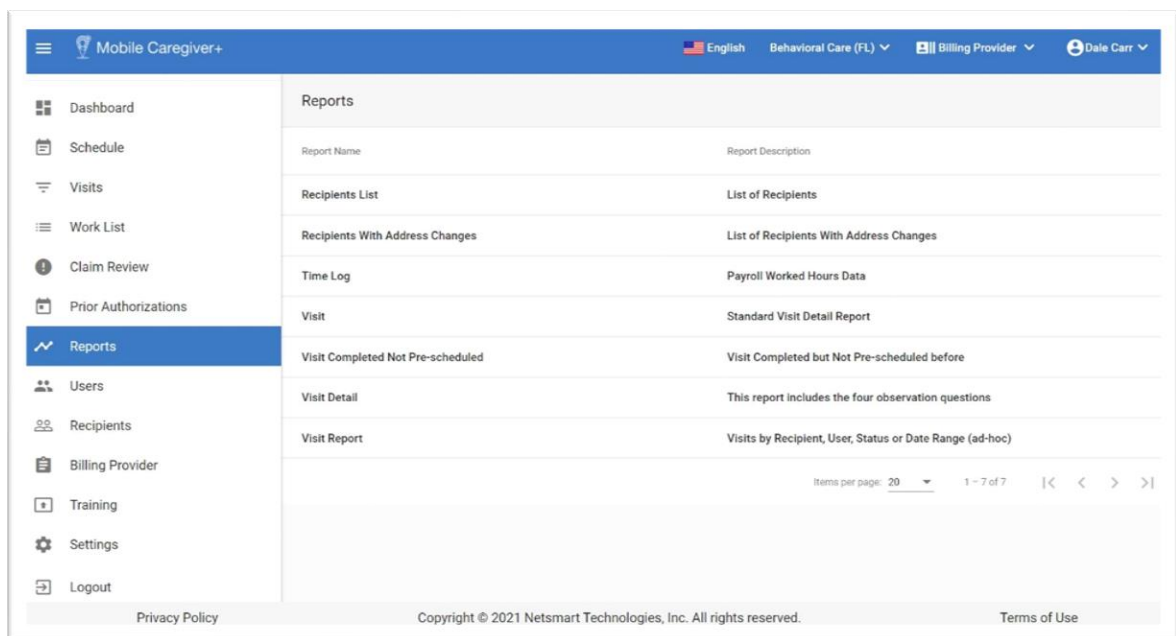 Mobile Caregiver+
English Behavioral Care (FL) Billing Provider Dale Carr
Dashboard
Schedule
Visits
Work List
Claim Review
Prior Authorizations
Reports
Users
Recipients
Billing Provider
Training
Settings
Logout
Reports
Report Name Report Description
Recipients List List of Recipients
Recipients With Address Changes List of Recipients With Address Changes
Time Log Payroll Worked Hours Data
Visit Standard Visit Detail Report
Visit Completed Not Pre-scheduled Visit Completed but Not Pre-scheduled before
Visit Detail This report includes the four observation questions
Visit Report Visits by Recipient, User, Status or Date Range (ad-hoc)
Items per page: 20 1 – 7 of 7
Privacy Policy Copyright © 2021 Netsmart Technologies, Inc. All rights reserved. Terms of Use